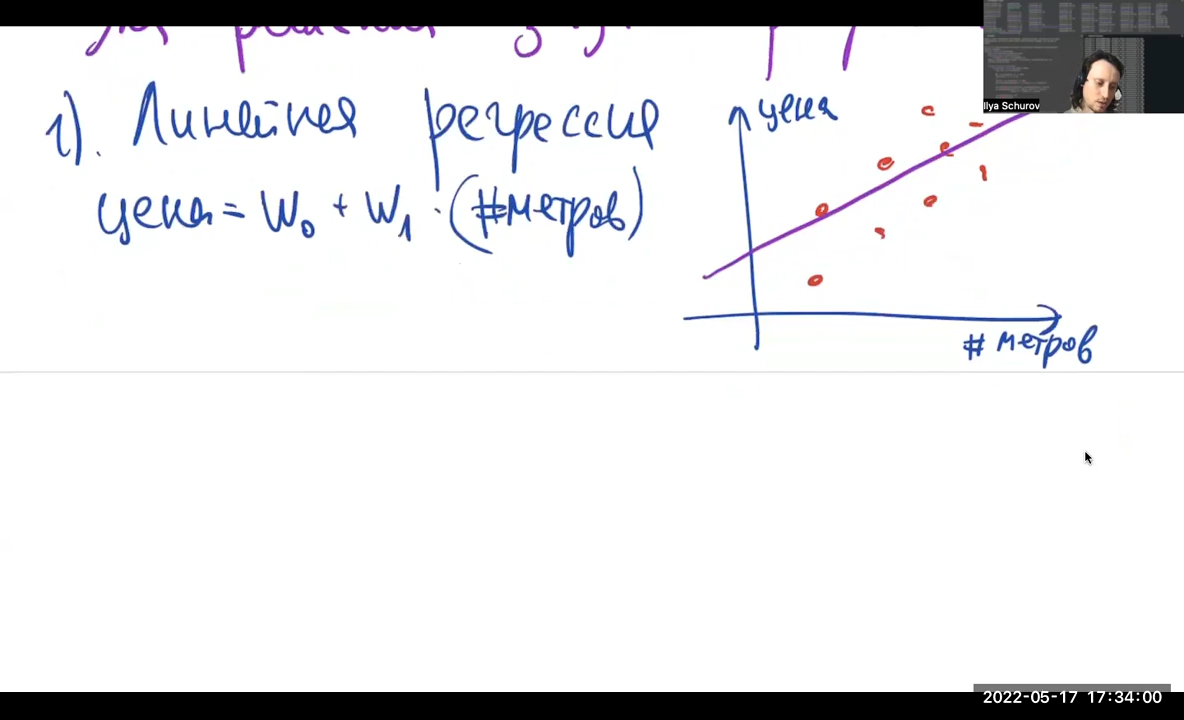 1). Линейная регрессия
цена = w₀ + w₁ · (#метров)
цена
# метров
Ilya Schurov
2022-05-17 17:34:00